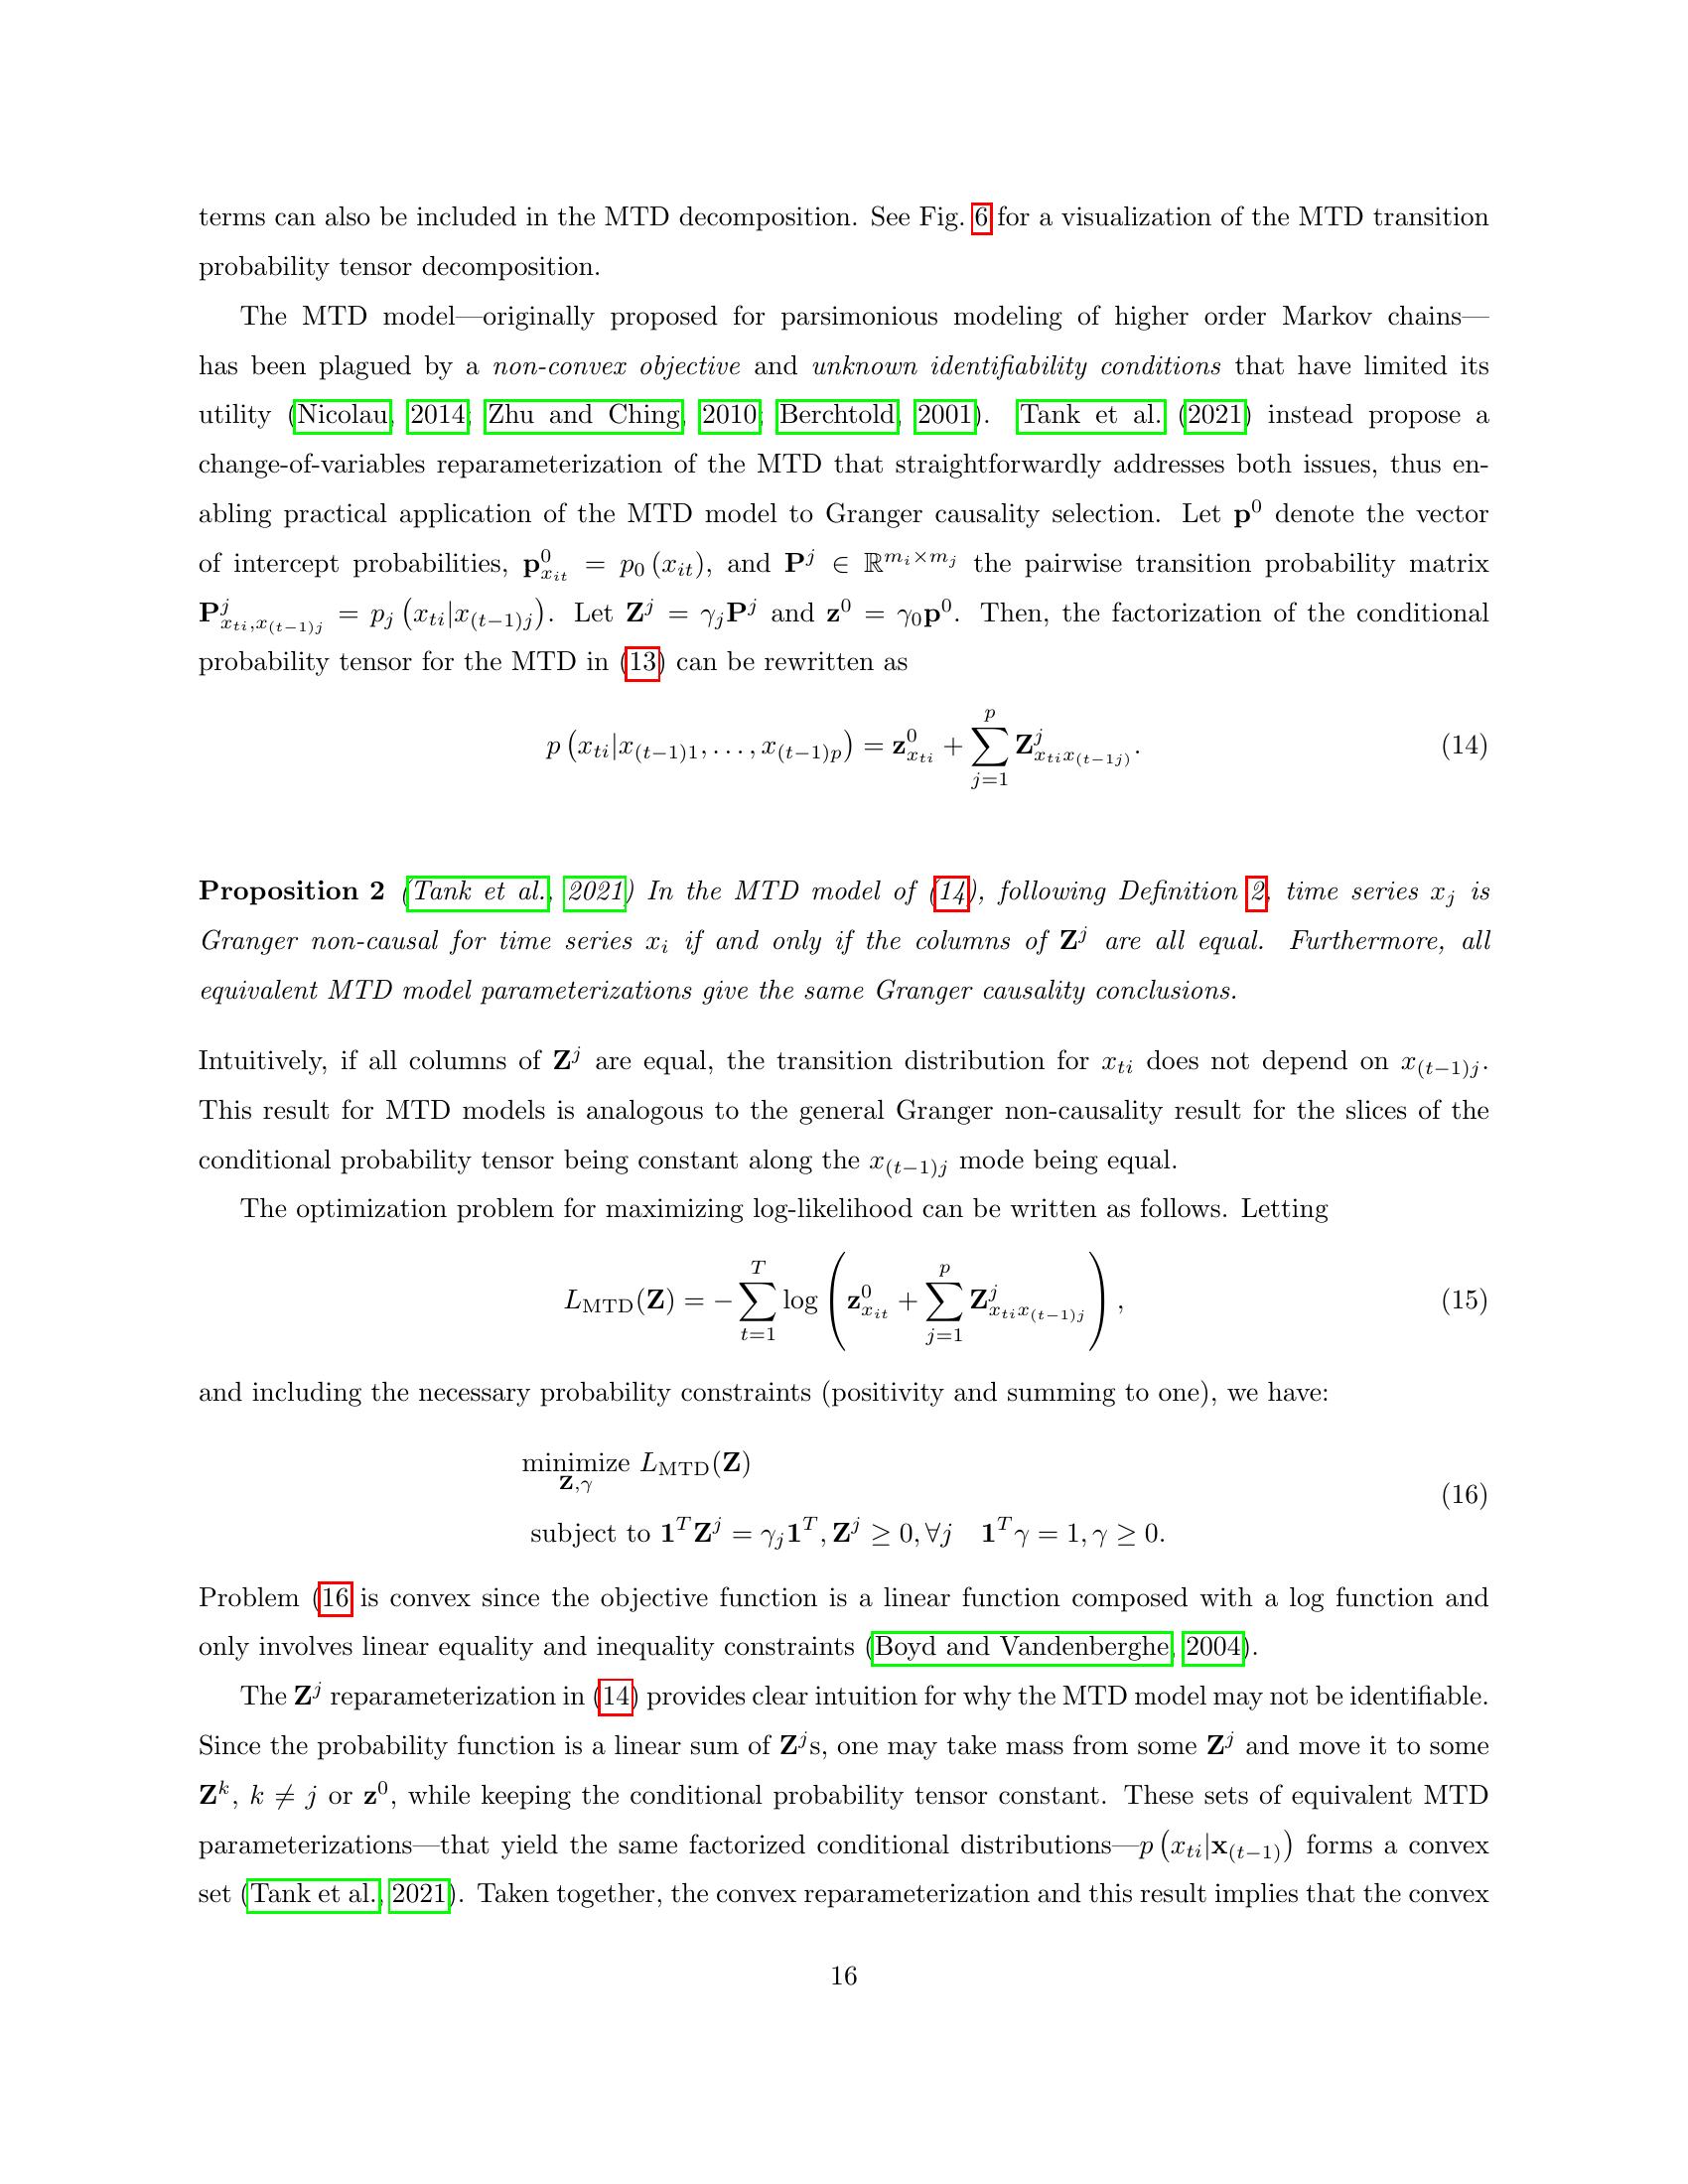 terms can also be included in the MTD decomposition. See Fig. 6 for a visualization of the MTD transition
probability tensor decomposition.
The MTD model—originally proposed for parsimonious modeling of higher order Markov chains—
has been plagued by a non-convex objective and unknown identifiability conditions that have limited its
utility (Nicolau, 2014; Zhu and Ching, 2010; Berchtold, 2001). Tank et al. (2021) instead propose a
change-of-variables reparameterization of the MTD that straightforwardly addresses both issues, thus en-
abling practical application of the MTD model to Granger causality selection. Let $\mathbf{p}^0$ denote the vector
of intercept probabilities, $\mathbf{p}^0_{x_{it}} = p_0\left(x_{it}\right)$, and $\mathbf{P}^j \in \mathbb{R}^{m_i \times m_j}$ the pairwise transition probability matrix
$\mathbf{P}^j_{x_{ti},x_{(t-1)j}} = p_j\left(x_{ti}|x_{(t-1)j}\right)$. Let $\mathbf{Z}^j = \gamma_j \mathbf{P}^j$ and $\mathbf{z}^0 = \gamma_0 \mathbf{p}^0$. Then, the factorization of the conditional
probability tensor for the MTD in (13) can be rewritten as
$p\left(x_{ti}|x_{(t-1)1}, \ldots, x_{(t-1)p}\right) = \mathbf{z}^0_{x_{ti}} + \sum_{j=1}^{p} \mathbf{Z}^j_{x_{ti}x_{(t-1j)}}.$ (14)
Proposition 2 (Tank et al., 2021) In the MTD model of (14), following Definition 2, time series $x_j$ is
Granger non-causal for time series $x_i$ if and only if the columns of $\mathbf{Z}^j$ are all equal. Furthermore, all
equivalent MTD model parameterizations give the same Granger causality conclusions.
Intuitively, if all columns of $\mathbf{Z}^j$ are equal, the transition distribution for $x_{ti}$ does not depend on $x_{(t-1)j}$.
This result for MTD models is analogous to the general Granger non-causality result for the slices of the
conditional probability tensor being constant along the $x_{(t-1)j}$ mode being equal.
The optimization problem for maximizing log-likelihood can be written as follows. Letting
$L_{\mathrm{MTD}}(\mathbf{Z}) = -\sum_{t=1}^{T} \log\left(\mathbf{z}^0_{x_{it}} + \sum_{j=1}^{p} \mathbf{Z}^j_{x_{ti}x_{(t-1)j}}\right),$ (15)
and including the necessary probability constraints (positivity and summing to one), we have:
$\underset{\mathbf{Z},\gamma}{\text{minimize}}\ L_{\mathrm{MTD}}(\mathbf{Z})$
(16)
subject to $\mathbf{1}^T \mathbf{Z}^j = \gamma_j \mathbf{1}^T, \mathbf{Z}^j \geq 0, \forall j \quad \mathbf{1}^T \gamma = 1, \gamma \geq 0.$
Problem (16 is convex since the objective function is a linear function composed with a log function and
only involves linear equality and inequality constraints (Boyd and Vandenberghe, 2004).
The $\mathbf{Z}^j$ reparameterization in (14) provides clear intuition for why the MTD model may not be identifiable.
Since the probability function is a linear sum of $\mathbf{Z}^j$s, one may take mass from some $\mathbf{Z}^j$ and move it to some
$\mathbf{Z}^k$, $k \neq j$ or $\mathbf{z}^0$, while keeping the conditional probability tensor constant. These sets of equivalent MTD
parameterizations—that yield the same factorized conditional distributions—$p\left(x_{ti}|\mathbf{x}_{(t-1)}\right)$ forms a convex
set (Tank et al., 2021). Taken together, the convex reparameterization and this result implies that the convex
16